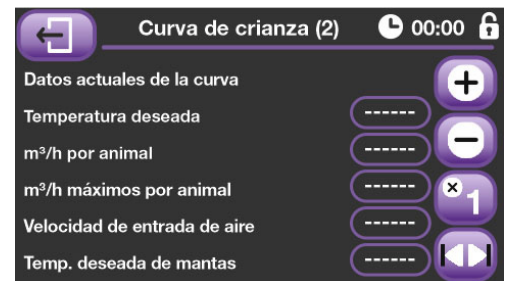 Curva de crianza (2) 00:00
Datos actuales de la curva
Temperatura deseada ------
m³/h por animal ------
m³/h máximos por animal ------
×1
Velocidad de entrada de aire ------
Temp. deseada de mantas ------